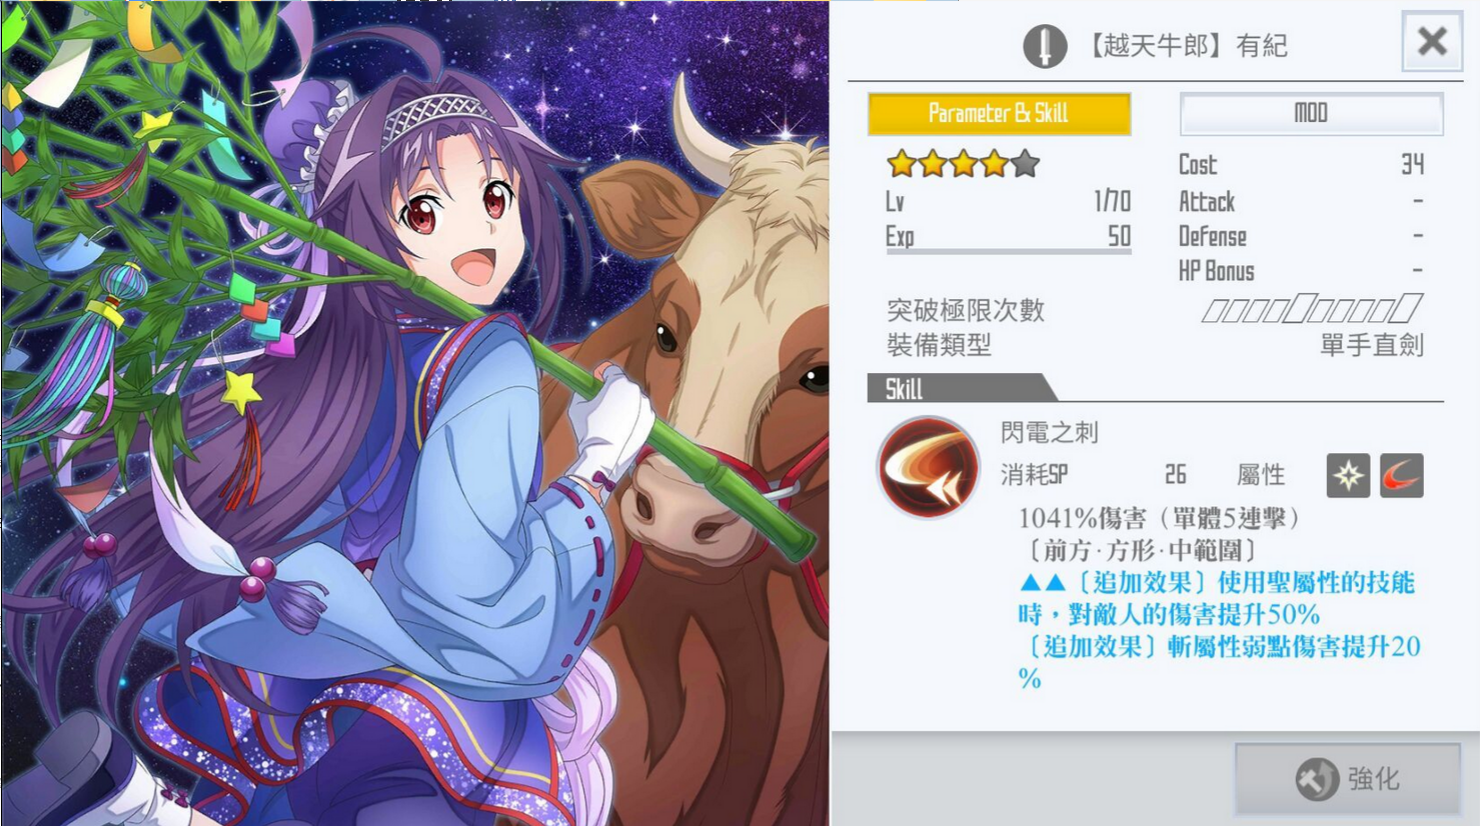 【越天牛郎】有紀
Parameter & Skill
MOD
Lv 1/70
Exp 50
Cost 34
Attack -
Defense -
HP Bonus -
突破極限次數
裝備類型 單手直劍
Skill
閃電之刺
消耗SP 26 屬性
1041%傷害（單體5連擊）
〔前方·方形·中範圍〕
▲▲〔追加效果〕使用聖屬性的技能
時，對敵人的傷害提升50%
〔追加效果〕斬屬性弱點傷害提升20
%
強化